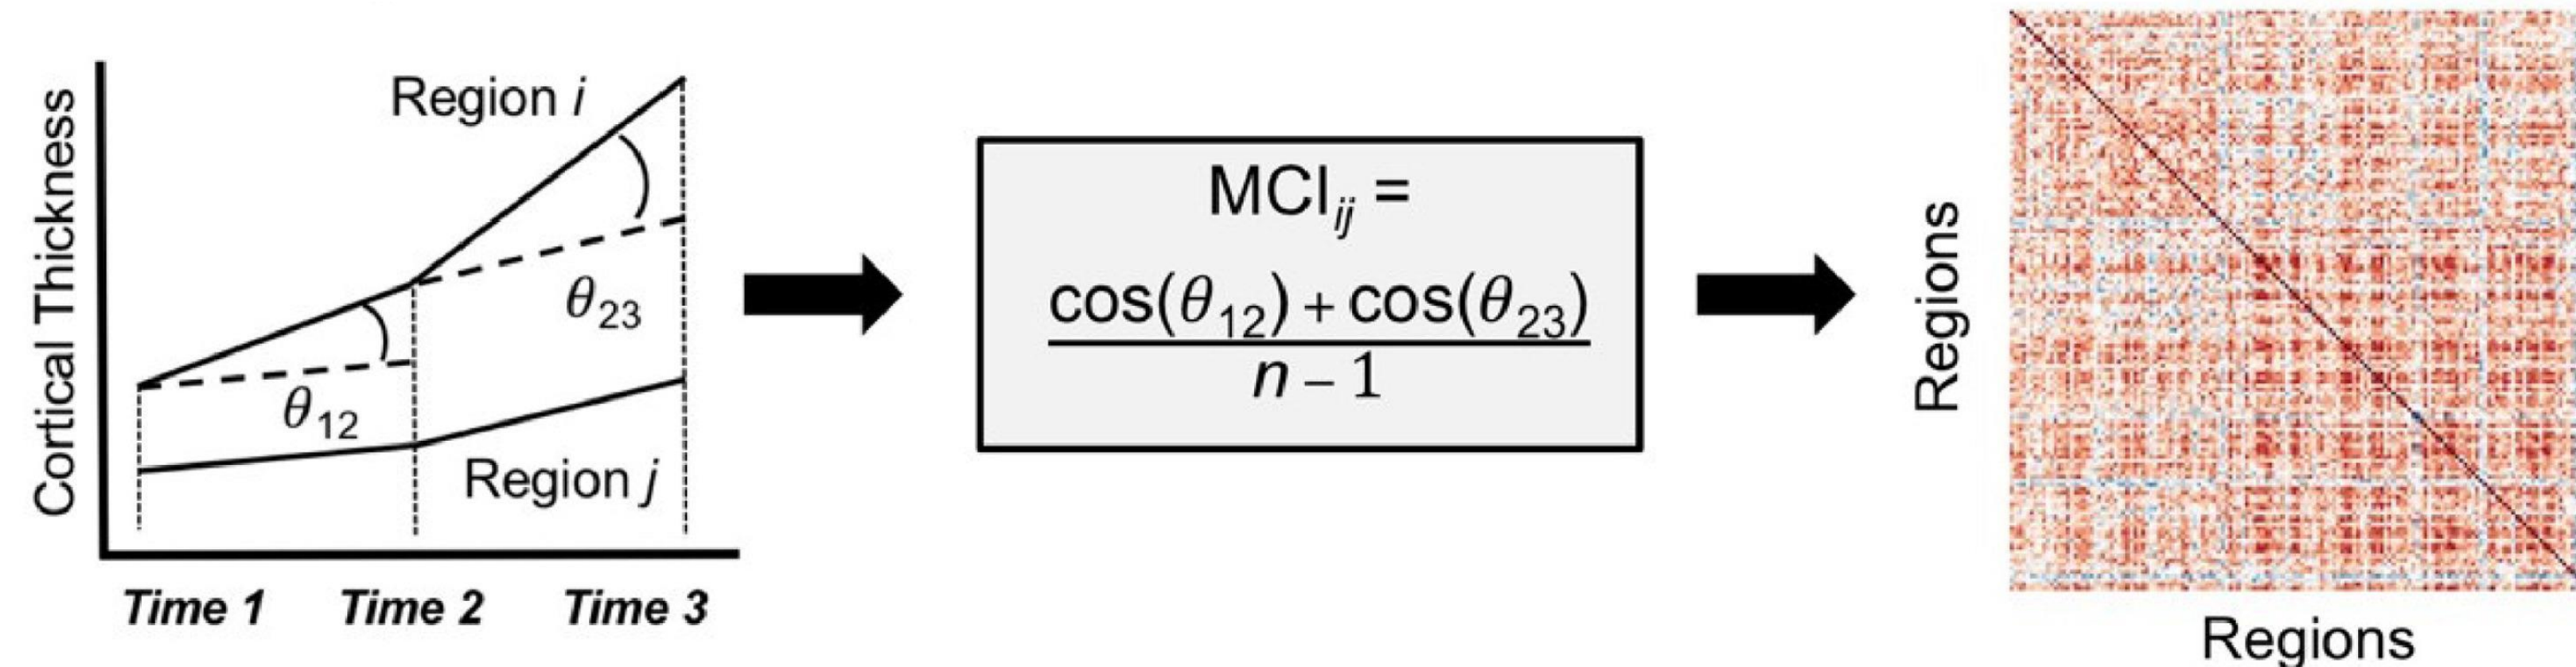 Cortical Thickness
Region i
θ12
θ23
Region j
Time 1 Time 2 Time 3
MCIij =
cos(θ12) + cos(θ23)
n – 1
Regions
Regions